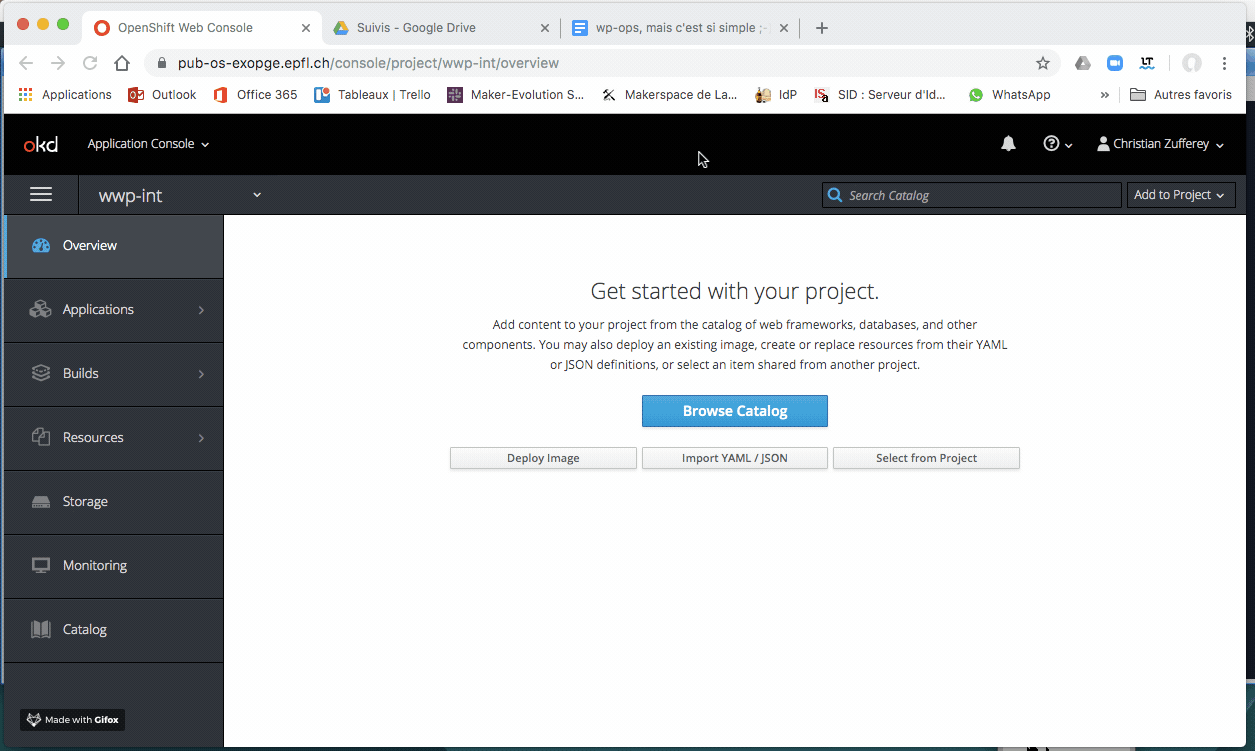 OpenShift Web Console
Suivis - Google Drive
wp-ops, mais c'est si simple ;-
pub-os-exopge.epfl.ch/console/project/wwp-int/overview
Applications
Outlook
Office 365
Tableaux | Trello
Maker-Evolution S...
Makerspace de La...
IdP
SID : Serveur d'Id...
WhatsApp
»
Autres favoris
okd
Application Console
Christian Zufferey
wwp-int
Search Catalog
Add to Project
Overview
Applications
Builds
Resources
Storage
Monitoring
Catalog
Get started with your project.
Add content to your project from the catalog of web frameworks, databases, and other
components. You may also deploy an existing image, create or replace resources from their YAML
or JSON definitions, or select an item shared from another project.
Browse Catalog
Deploy Image
Import YAML / JSON
Select from Project
Made with Gifox